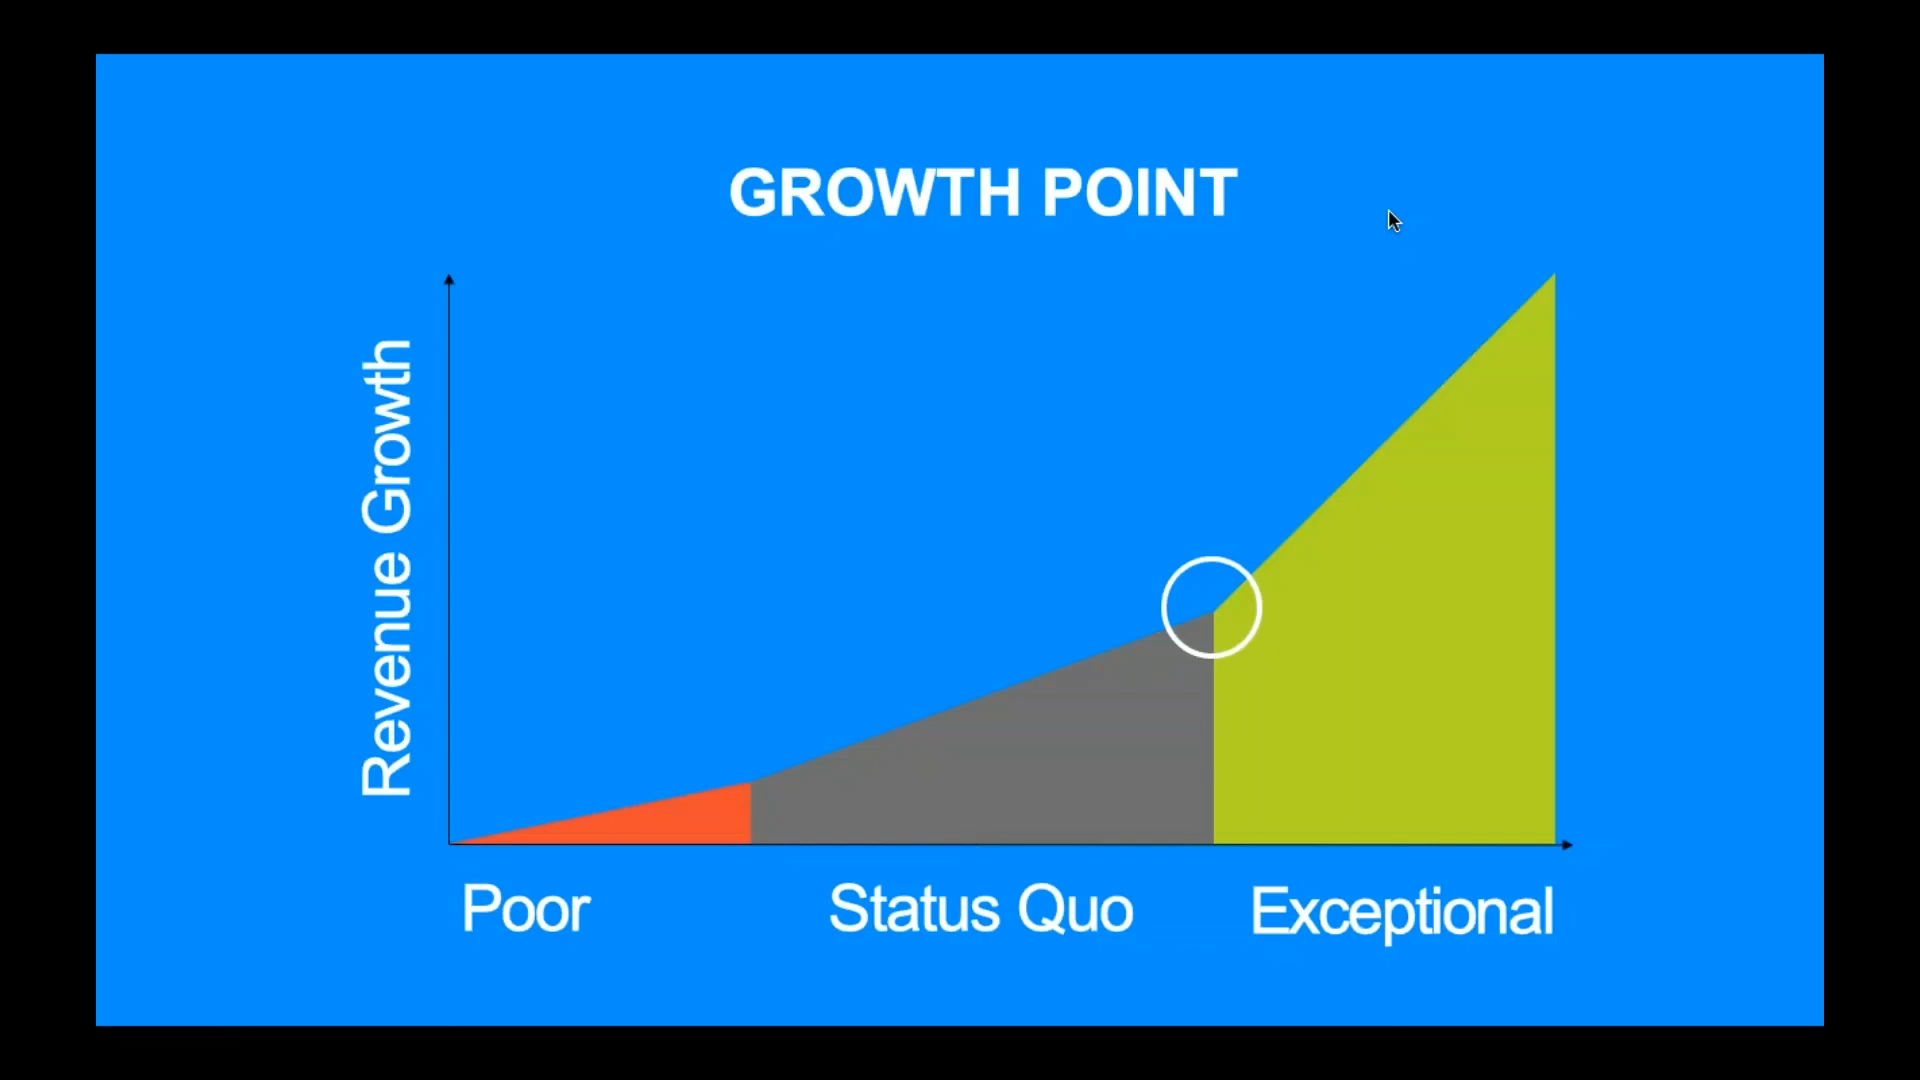 GROWTH POINT
Revenue Growth
Poor
Status Quo
Exceptional